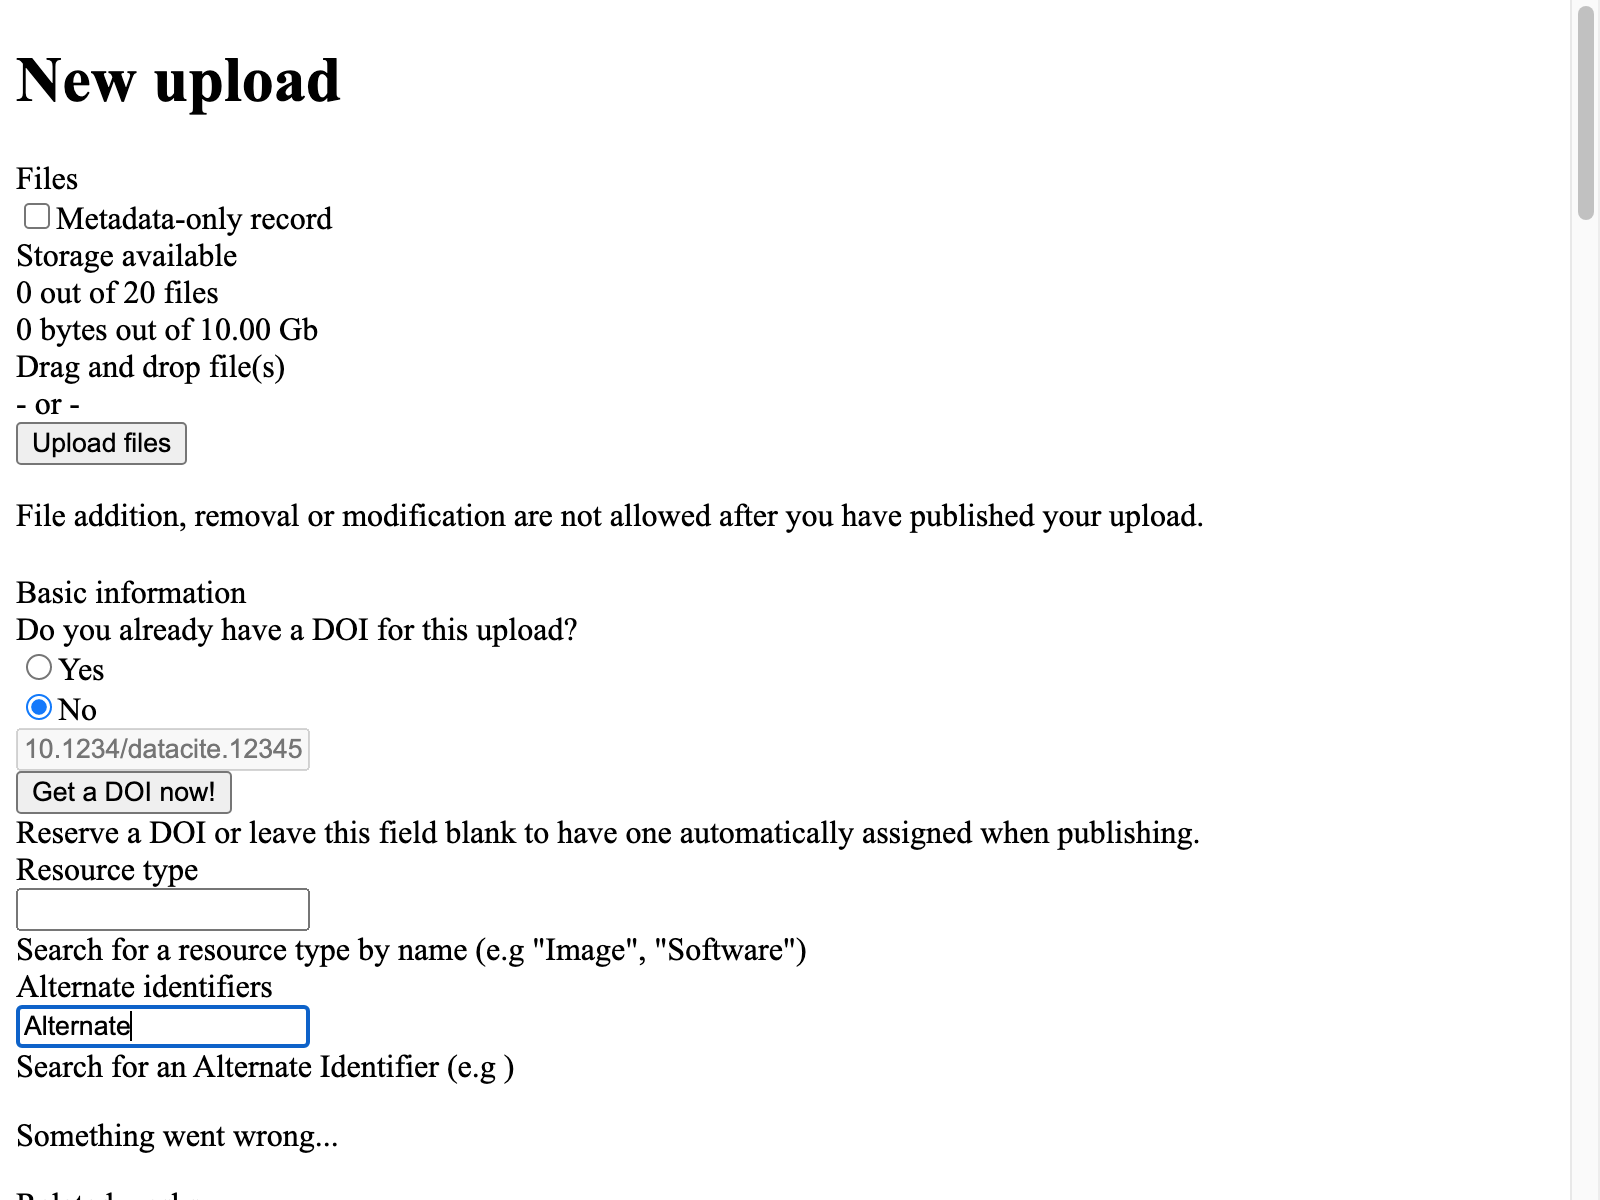 New upload
Files
Metadata-only record
Storage available
0 out of 20 files
0 bytes out of 10.00 Gb
Drag and drop file(s)
- or -
Upload files
File addition, removal or modification are not allowed after you have published your upload.
Basic information
Do you already have a DOI for this upload?
Yes
No
10.1234/datacite.12345
Get a DOI now!
Reserve a DOI or leave this field blank to have one automatically assigned when publishing.
Resource type
Search for a resource type by name (e.g "Image", "Software")
Alternate identifiers
Alternate
Search for an Alternate Identifier (e.g )
Something went wrong...